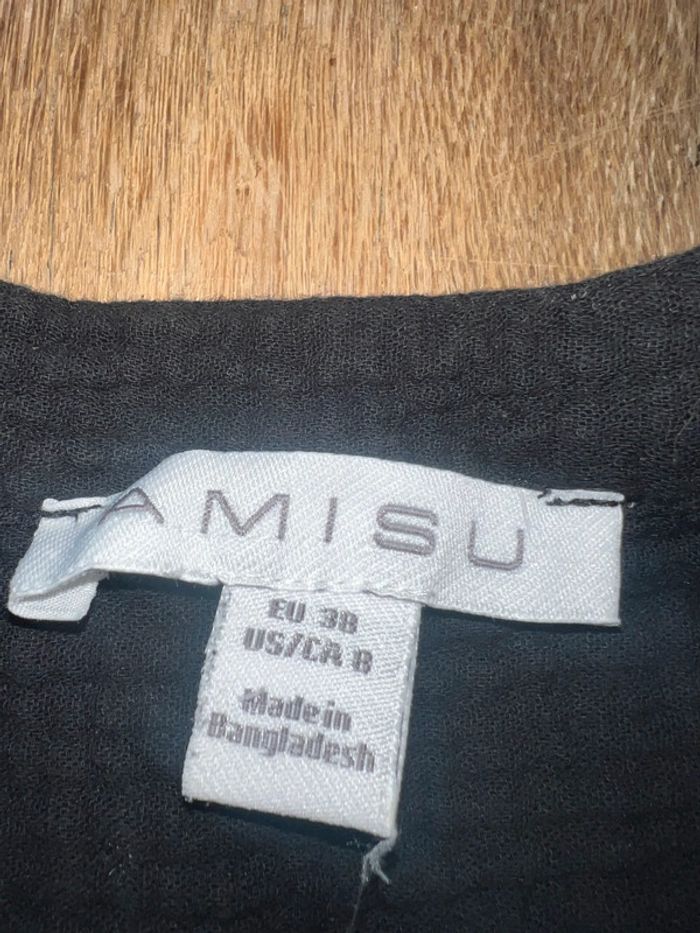 AMISU
EU 38
US/CA 8
Made in
Bangladesh